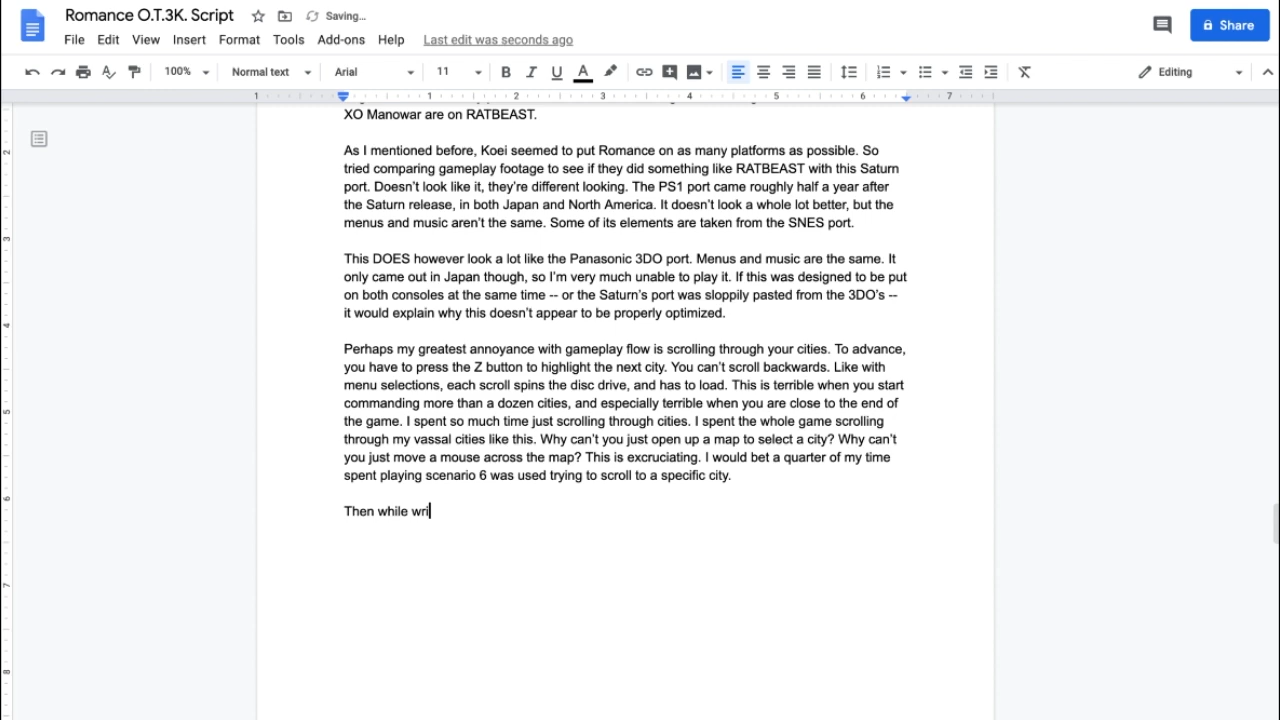 Romance O.T.3K. Script
Saving...
File Edit View Insert Format Tools Add-ons Help Last edit was seconds ago
Share
100% Normal text Arial 11 B I U A Editing
1 1 2 3 4 5 6 7
2
3
4
5
6
7
8
XO Manowar are on RATBEAST.
As I mentioned before, Koei seemed to put Romance on as many platforms as possible. So
tried comparing gameplay footage to see if they did something like RATBEAST with this Saturn
port. Doesn't look like it, they're different looking. The PS1 port came roughly half a year after
the Saturn release, in both Japan and North America. It doesn't look a whole lot better, but the
menus and music aren't the same. Some of its elements are taken from the SNES port.
This DOES however look a lot like the Panasonic 3DO port. Menus and music are the same. It
only came out in Japan though, so I'm very much unable to play it. If this was designed to be put
on both consoles at the same time -- or the Saturn's port was sloppily pasted from the 3DO's --
it would explain why this doesn't appear to be properly optimized.
Perhaps my greatest annoyance with gameplay flow is scrolling through your cities. To advance,
you have to press the Z button to highlight the next city. You can't scroll backwards. Like with
menu selections, each scroll spins the disc drive, and has to load. This is terrible when you start
commanding more than a dozen cities, and especially terrible when you are close to the end of
the game. I spent so much time just scrolling through cities. I spent the whole game scrolling
through my vassal cities like this. Why can't you just open up a map to select a city? Why can't
you just move a mouse across the map? This is excruciating. I would bet a quarter of my time
spent playing scenario 6 was used trying to scroll to a specific city.
Then while wri